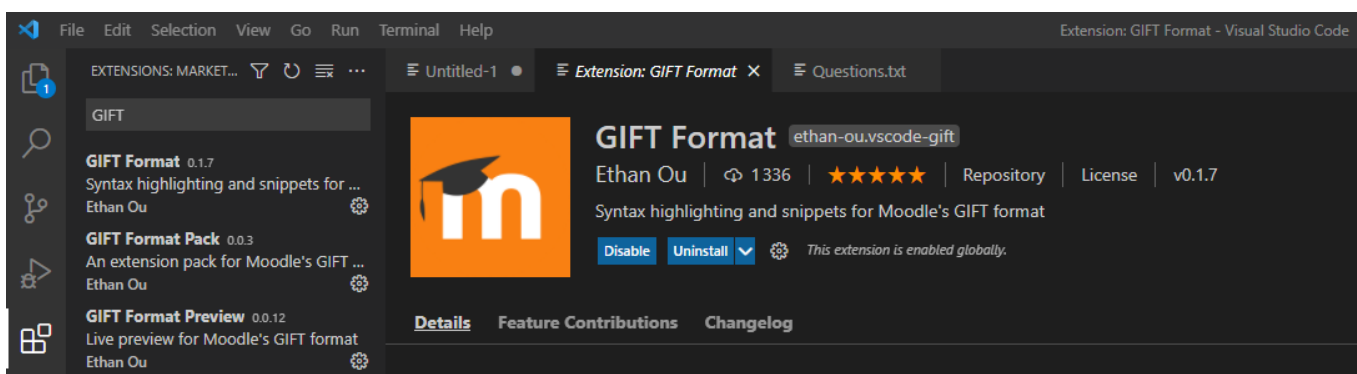 File Edit Selection View Go Run Terminal Help
Extension: GIFT Format - Visual Studio Code
EXTENSIONS: MARKET...
1
GIFT
GIFT Format 0.1.7
Syntax highlighting and snippets for ...
Ethan Ou
GIFT Format Pack 0.0.3
An extension pack for Moodle's GIFT ...
Ethan Ou
GIFT Format Preview 0.0.12
Live preview for Moodle's GIFT format
Ethan Ou
Untitled-1
Extension: GIFT Format
Questions.txt
m
GIFT Format ethan-ou.vscode-gift
Ethan Ou 1336 Repository License v0.1.7
Syntax highlighting and snippets for Moodle's GIFT format
Disable Uninstall This extension is enabled globally.
Details Feature Contributions Changelog